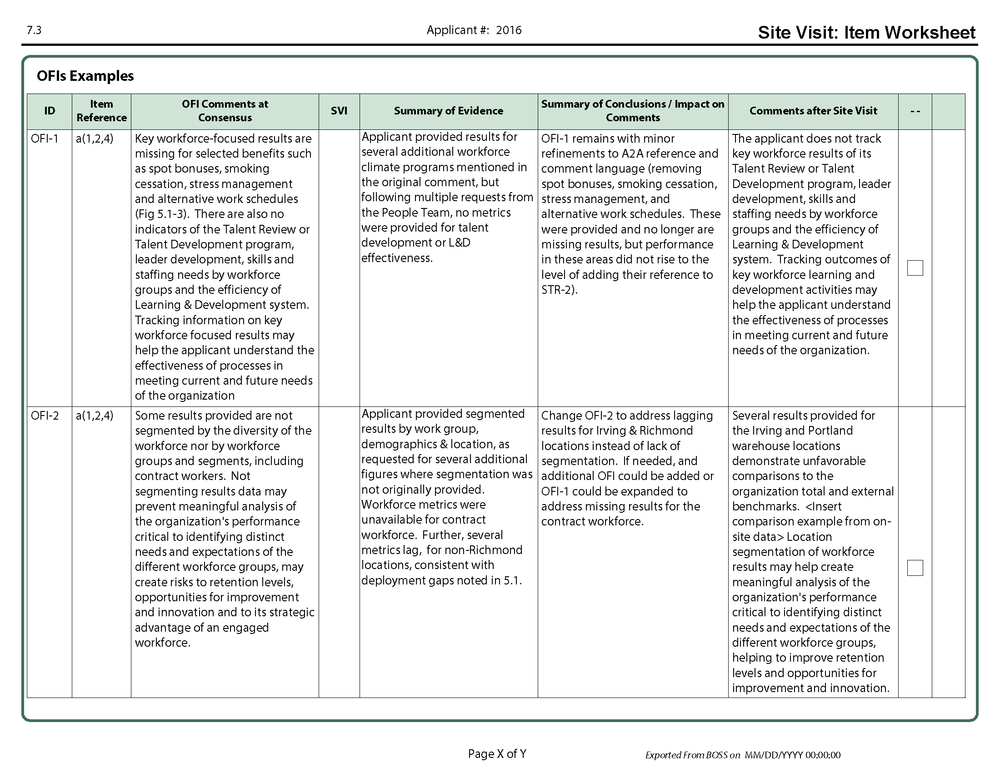 7.3
Applicant #: 2016
Site Visit: Item Worksheet
OFIs Examples
ID
Item
Reference
OFI Comments at
Consensus
SVI
Summary of Evidence
Summary of Conclusions / Impact on
Comments
Comments after Site Visit
- -
OFI-1
a(1,2,4)
Key workforce-focused results are
missing for selected benefits such
as spot bonuses, smoking
cessation, stress management
and alternative work schedules
(Fig 5.1-3). There are also no
indicators of the Talent Review or
Talent Development program,
leader development, skills and
staffing needs by workforce
groups and the efficiency of
Learning & Development system.
Tracking information on key
workforce focused results may
help the applicant understand the
effectiveness of processes in
meeting current and future needs
of the organization
Applicant provided results for
several additional workforce
climate programs mentioned in
the original comment, but
following multiple requests from
the People Team, no metrics
were provided for talent
development or L&D
effectiveness.
OFI-1 remains with minor
refinements to A2A reference and
comment language (removing
spot bonuses, smoking cessation,
stress management, and
alternative work schedules. These
were provided and no longer are
missing results, but performance
in these areas did not rise to the
level of adding their reference to
STR-2).
The applicant does not track
key workforce results of its
Talent Review or Talent
Development program, leader
development, skills and
staffing needs by workforce
groups and the efficiency of
Learning & Development
system. Tracking outcomes of
key workforce learning and
development activities may
help the applicant understand
the effectiveness of processes
in meeting current and future
needs of the organization.
OFI-2
a(1,2,4)
Some results provided are not
segmented by the diversity of the
workforce nor by workforce
groups and segments, including
contract workers. Not
segmenting results data may
prevent meaningful analysis of
the organization's performance
critical to identifying distinct
needs and expectations of the
different workforce groups, may
create risks to retention levels,
opportunities for improvement
and innovation and to its strategic
advantage of an engaged
workforce.
Applicant provided segmented
results by work group,
demographics & location, as
requested for several additional
figures where segmentation was
not originally provided.
Workforce metrics were
unavailable for contract
workforce. Further, several
metrics lag, for non-Richmond
locations, consistent with
deployment gaps noted in 5.1.
Change OFI-2 to address lagging
results for Irving & Richmond
locations instead of lack of
segmentation. If needed, and
additional OFI could be added or
OFI-1 could be expanded to
address missing results for the
contract workforce.
Several results provided for
the Irving and Portland
warehouse locations
demonstrate unfavorable
comparisons to the
organization total and external
benchmarks. <Insert
comparison example from on-
site data> Location
segmentation of workforce
results may help create
meaningful analysis of the
organization's performance
critical to identifying distinct
needs and expectations of the
different workforce groups,
helping to improve retention
levels and opportunities for
improvement and innovation.
Page X of Y
Exported From BOSS on MM/DD/YYYY 00:00:00